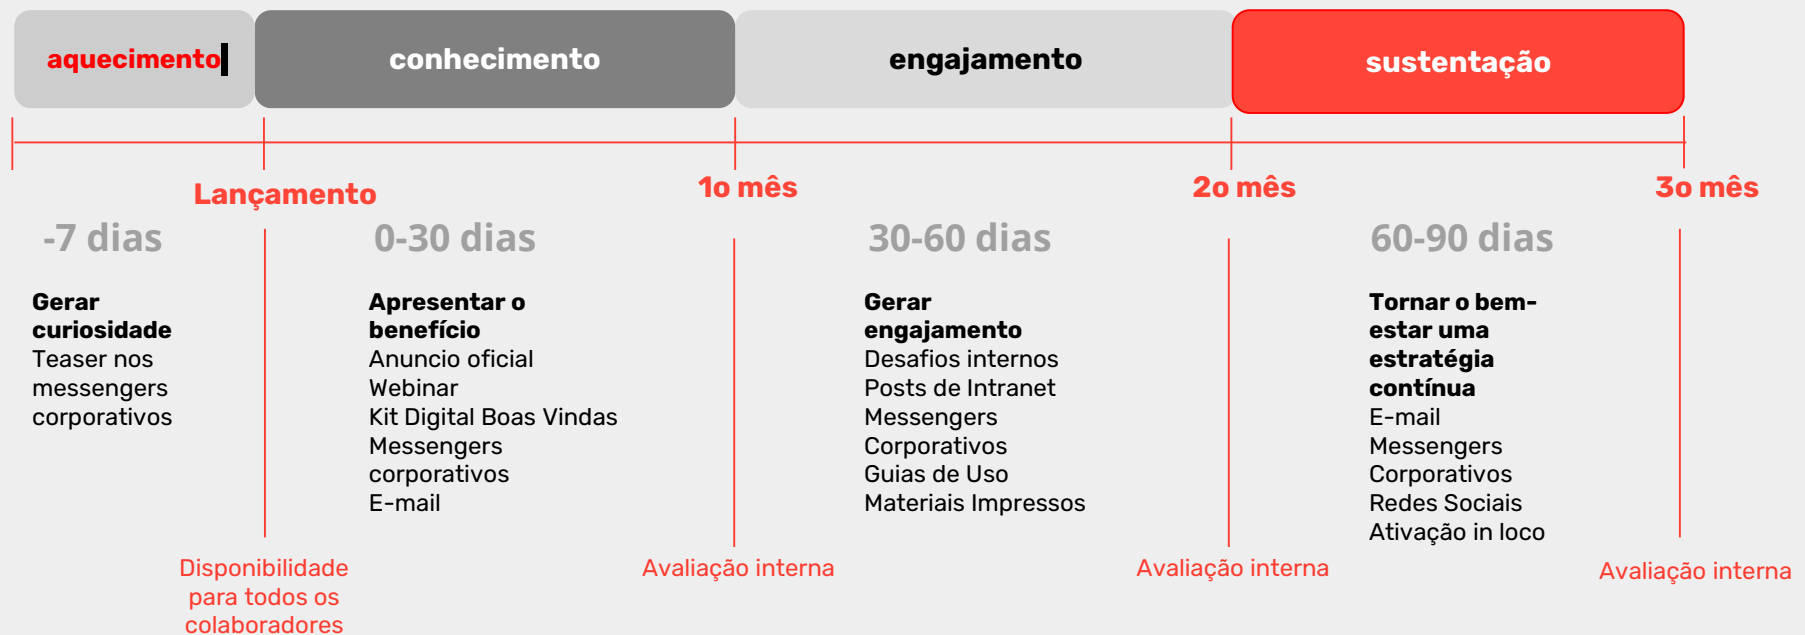 aquecimento
conhecimento
engajamento
sustentação
Lançamento
1o mês
2o mês
3o mês
-7 dias
0-30 dias
30-60 dias
60-90 dias
Gerar
curiosidade
Teaser nos
messengers
corporativos
Apresentar o
benefício
Anuncio oficial
Webinar
Kit Digital Boas Vindas
Messengers
corporativos
E-mail
Gerar
engajamento
Desafios internos
Posts de Intranet
Messengers
Corporativos
Guias de Uso
Materiais Impressos
Tornar o bem-
estar uma
estratégia
contínua
E-mail
Messengers
Corporativos
Redes Sociais
Ativação in loco
Disponibilidade
para todos os
colaboradores
Avaliação interna
Avaliação interna
Avaliação interna